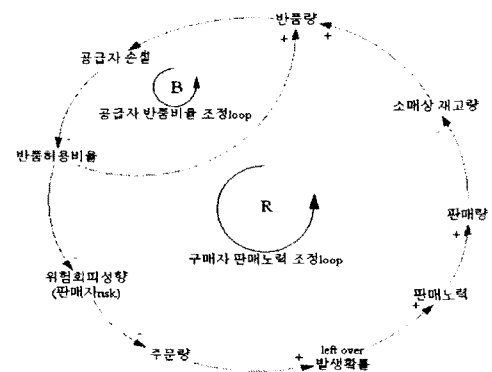 반품량
+
+
공급자 손실
B
공급자 반품비율 조정loop
소매상 재고량
-
반품허용비율
R
판매량
+
구매자 판매노력 조정loop
-
위험회피성향
(판매자risk)
판매노력
+
-
주문량
+
left over
발생확률